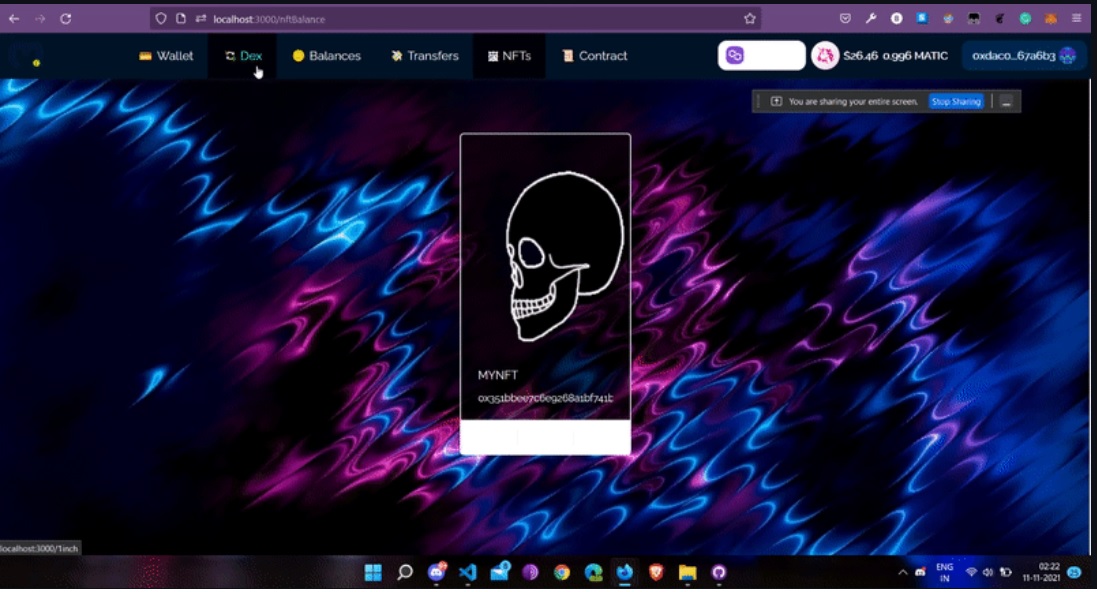 localhost:3000/nftBalance
Wallet
Dex
Balances
Transfers
NFTs
Contract
$26.46 0.996 MATIC
0xdac0...67a6b3
You are sharing your entire screen.
Stop Sharing
MYNFT
0x351bbee7c6e9268a1bf741b
localhost:3000/1inch
ENG
IN
02:22
11-11-2021